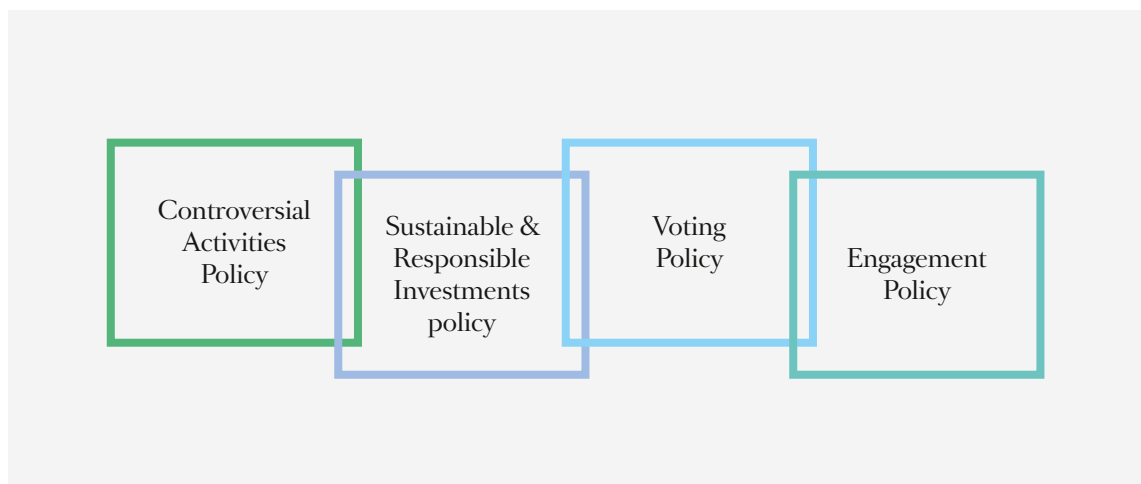 Controversial
Activities
Policy
Sustainable &
Responsible
Investments
policy
Voting
Policy
Engagement
Policy